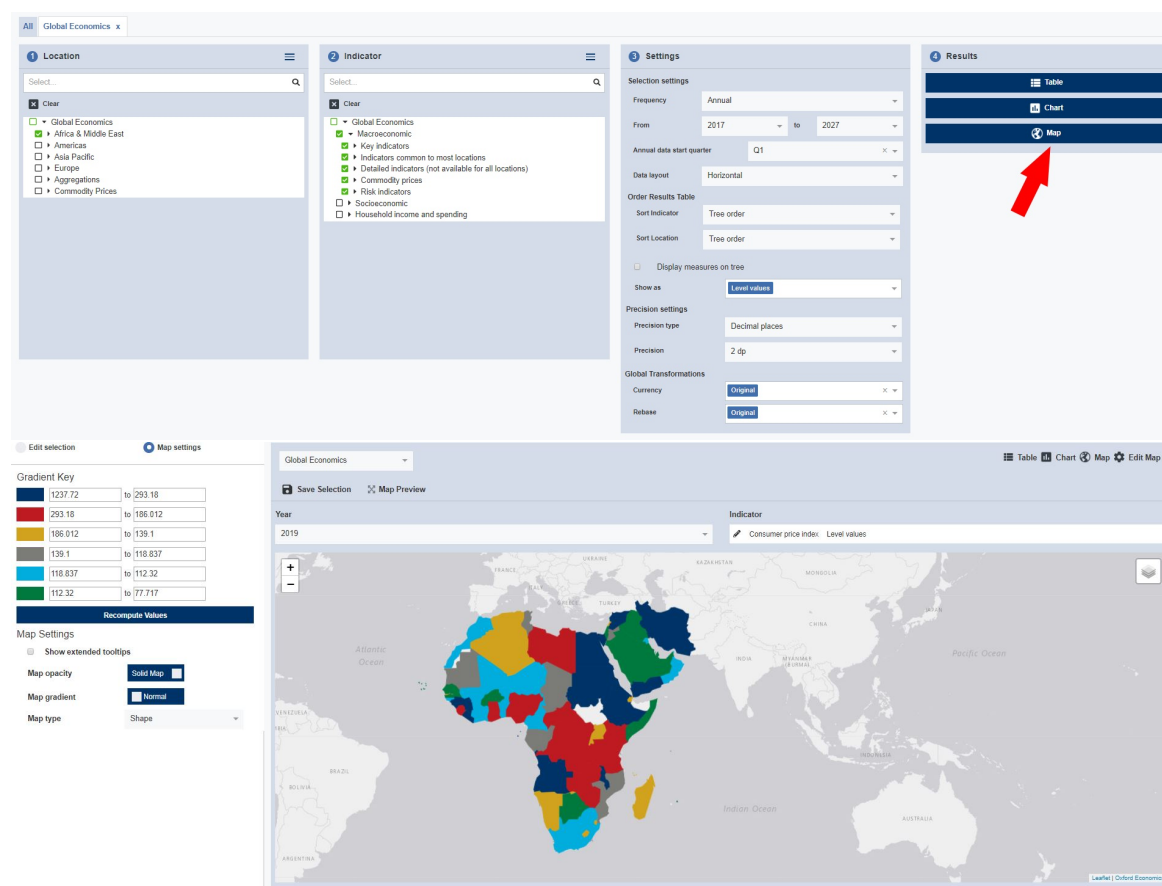 All Global Economics x
1 Location
Select...
x Clear
Global Economics
Africa & Middle East
Americas
Asia Pacific
Europe
Aggregations
Commodity Prices
2 Indicator
Select...
x Clear
Global Economics
Macroeconomic
Key indicators
Indicators common to most locations
Detailed indicators (not available for all locations)
Commodity prices
Risk indicators
Socioeconomic
Household income and spending
3 Settings
Selection settings
Frequency Annual
From 2017 to 2027
Annual data start quarter Q1 ×
Data layout Horizontal
Order Results Table
Sort Indicator Tree order
Sort Location Tree order
Display measures on tree
Show as Level values
Precision settings
Precision type Decimal places
Precision 2 dp
Global Transformations
Currency Original ×
Rebase Original ×
4 Results
Table
Chart
Map
Edit selection Map settings
Gradient Key
1237.72 to 293.18
293.18 to 186.012
186.012 to 139.1
139.1 to 118.837
118.837 to 112.32
112.32 to 77.717
Recompute Values
Map Settings
Show extended tooltips
Map opacity Solid Map
Map gradient Normal
Map type Shape
Global Economics
Table Chart Map Edit Map
Save Selection Map Preview
Year
2019
Indicator
Consumer price index Level values
+
−
UKRAINE
FRANCE
KAZAKHSTAN
MONGOLIA
TURKEY
JAPAN
CHINA
Atlantic
Ocean
INDIA
MYANMAR
(BURMA)
Pacific Ocean
INDONESIA
BRAZIL
BOLIVIA
Indian Ocean
AUSTRALIA
ARGENTINA
Leaflet | Oxford Economics